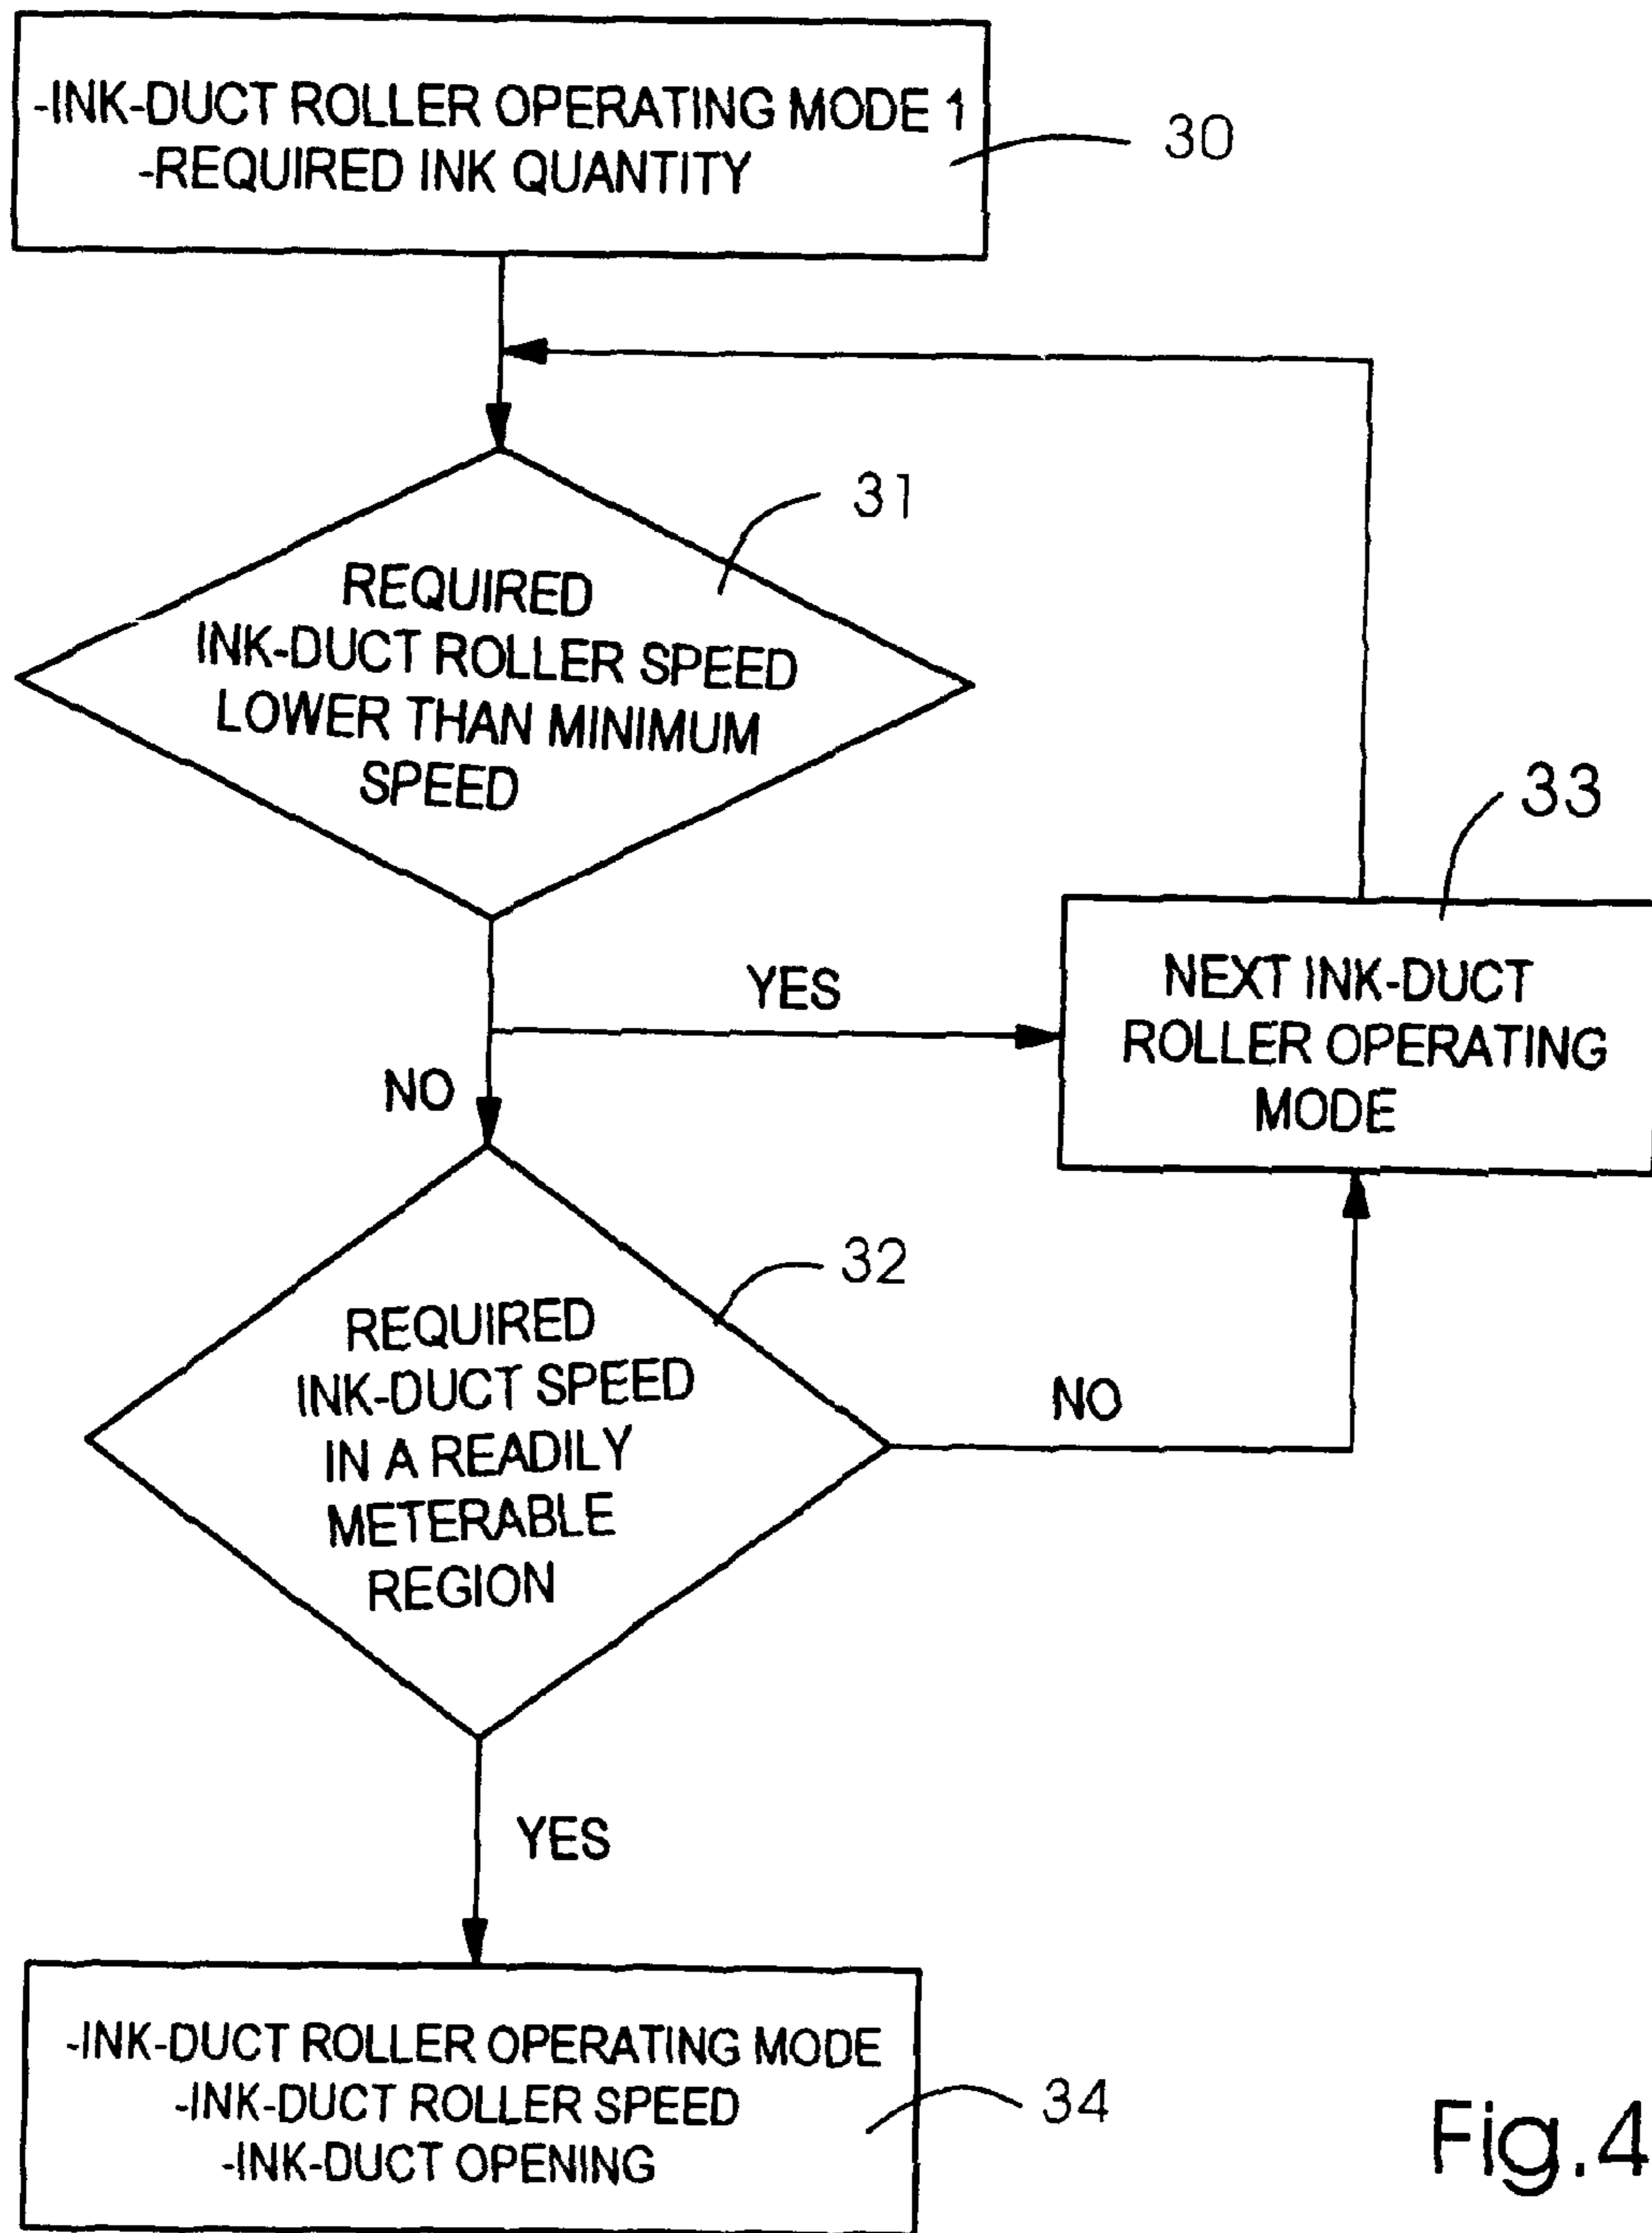 -INK-DUCT ROLLER OPERATING MODE 1
-REQUIRED INK QUANTITY
30
31
REQUIRED
INK-DUCT ROLLER SPEED
LOWER THAN MINIMUM
SPEED
33
YES
NEXT INK-DUCT
ROLLER OPERATING
MODE
NO
32
REQUIRED
INK-DUCT SPEED
IN A READILY
METERABLE
REGION
NO
YES
-INK-DUCT ROLLER OPERATING MODE
-INK-DUCT ROLLER SPEED
-INK-DUCT OPENING
34
Fig.4